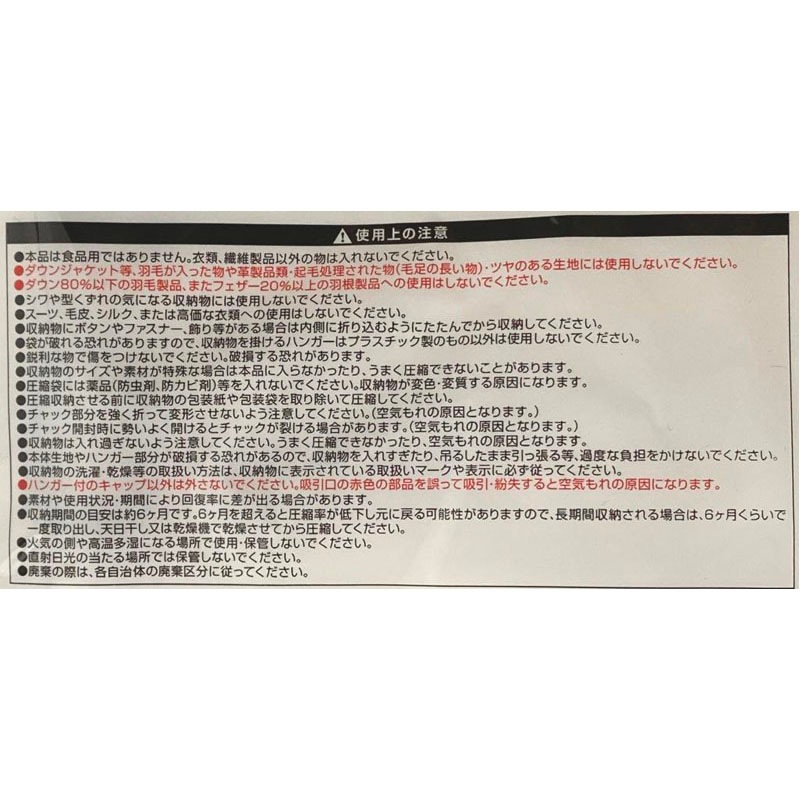 ⚠使用上の注意
●本品は食品用ではありません。衣類、繊維製品以外の物は入れないでください。
●ダウンジャケット等、羽毛が入った物や革製品類・起毛処理された物(毛足の長い物)・ツヤのある生地には使用しないでください。
●ダウン80%以下の羽毛製品、またフェザー20%以上の羽根製品への使用はしないでください。
●シワや型くずれの気になる収納物には使用しないでください。
●スーツ、毛皮、シルク、または高価な衣類への使用はしないでください。
●収納物にボタンやファスナー、飾り等がある場合は内側に折り込むようにたたんでから収納してください。
●袋が破れる恐れがありますので、収納物を掛けるハンガーはプラスチック製のもの以外は使用しないでください。
●鋭利な物で傷をつけないでください。破損する恐れがあります。
●収納物のサイズや素材が特殊な場合は本品に入らなかったり、うまく圧縮できないことがあります。
●圧縮袋には薬品(防虫剤、防カビ剤)等を入れないでください。収納物が変色・変質する原因になります。
●圧縮収納させる前に収納物の包装紙や包装袋を取り除いて圧縮してください。
●チャック部分を強く折って変形させないよう注意してください。(空気もれの原因となります。)
●チャック開封時に勢いよく開けるとチャックが裂ける場合があります。(空気もれの原因となります。)
●収納物は入れ過ぎないよう注意してください。うまく圧縮できなかったり、空気もれの原因になります。
●本体生地やハンガー部分が破損する恐れがあるので、収納物を入れすぎたり、吊るしたまま引っ張る等、過度な負担をかけないでください。
●収納物の洗濯・乾燥等の取扱い方法は、収納物に表示されている取扱いマークや表示に必ず従ってください。
●ハンガー付のキャップ以外は外さないでください。吸引口の赤色の部品を誤って吸引・紛失すると空気もれの原因になります。
●素材や使用状況・期間により回復率に差が出る場合があります。
●収納期間の目安は約6ヶ月です。6ヶ月を超えると圧縮率が低下し元に戻る可能性がありますので、長期間収納される場合は、6ヶ月くらいで
一度取り出し、天日干し又は乾燥機で乾燥させてから圧縮してください。
●火気の側や高温多湿になる場所で使用・保管しないでください。
●直射日光の当たる場所では保管しないでください。
●廃棄の際は、各自治体の廃棄区分に従ってください。